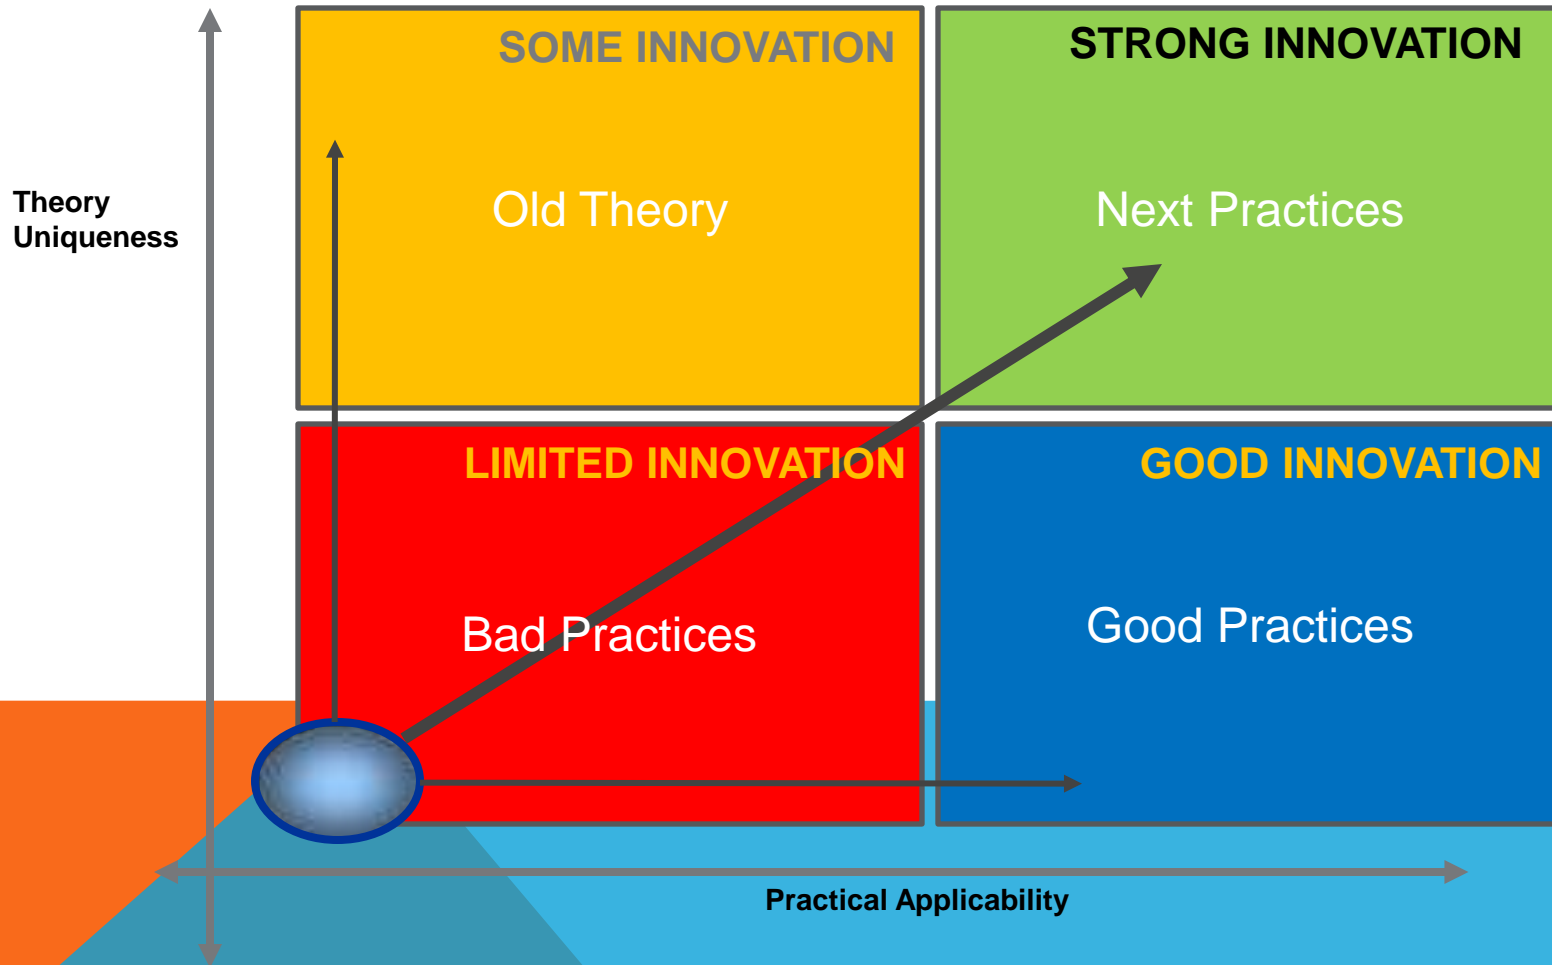 SOME INNOVATION
STRONG INNOVATION
Theory
Uniqueness
Old Theory
Next Practices
LIMITED INNOVATION
GOOD INNOVATION
Bad Practices
Good Practices
Practical Applicability